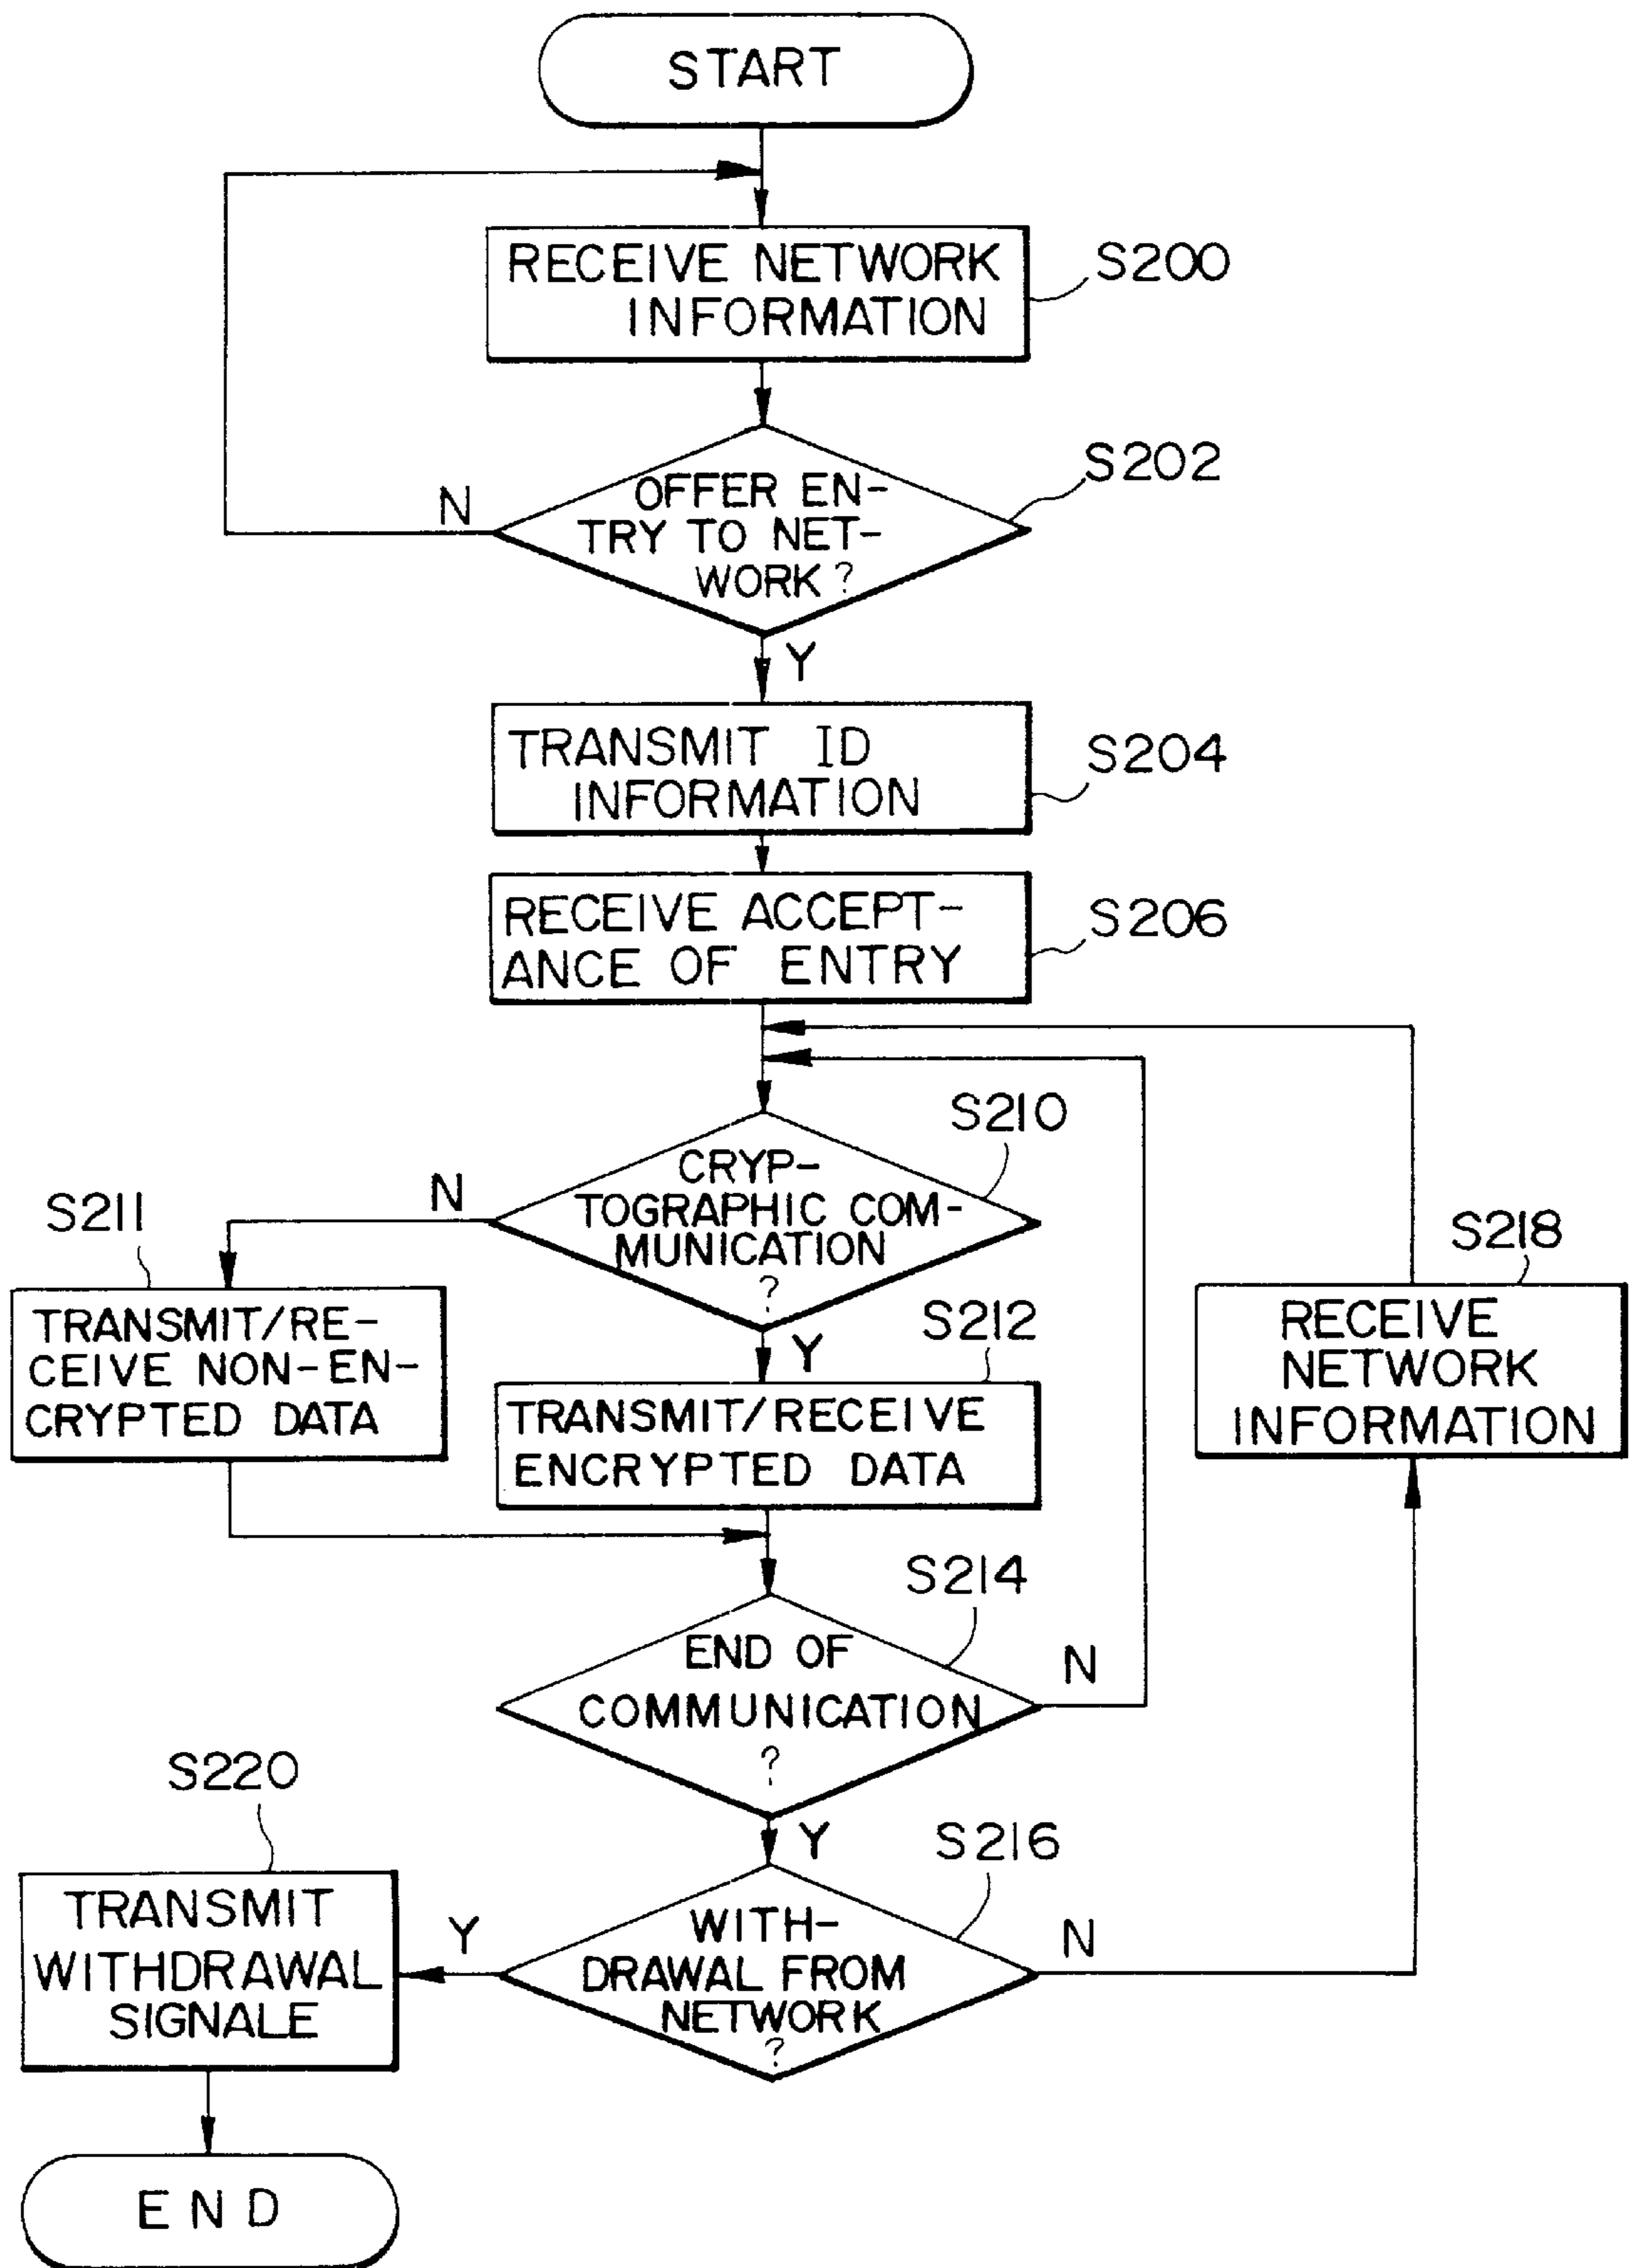 START
RECEIVE NETWORK
INFORMATION
S200
OFFER EN-
TRY TO NET-
WORK?
S202
N
Y
TRANSMIT ID
INFORMATION
S204
RECEIVE ACCEPT-
ANCE OF ENTRY
S206
CRYP-
TOGRAPHIC COM-
MUNICATION
?
S210
N
Y
S211
TRANSMIT/RE-
CEIVE NON-EN-
CRYPTED DATA
S212
TRANSMIT/RECEIVE
ENCRYPTED DATA
S218
RECEIVE
NETWORK
INFORMATION
S214
END OF
COMMUNICATION
?
N
Y
S216
WITH-
DRAWAL FROM
NETWORK
?
N
Y
S220
TRANSMIT
WITHDRAWAL
SIGNALE
END